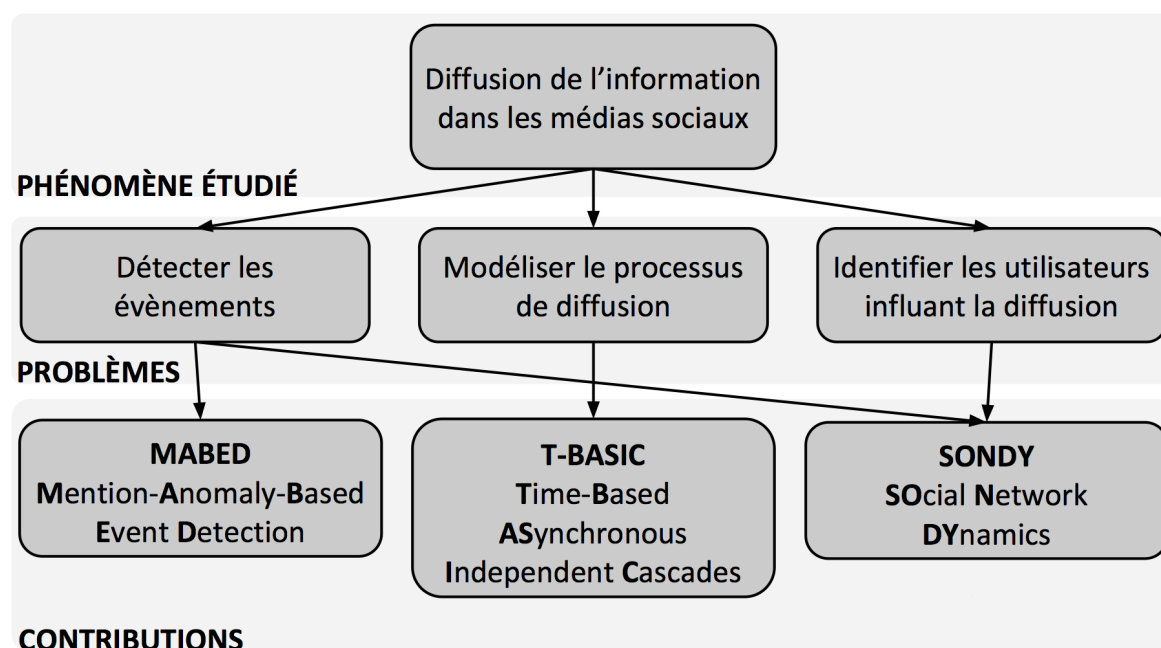 Diffusion de l’information
dans les médias sociaux
PHÉNOMÈNE ÉTUDIÉ
Détecter les
évènements
Modéliser le processus
de diffusion
Identifier les utilisateurs
influant la diffusion
PROBLÈMES
MABED
Mention-Anomaly-Based
Event Detection
T-BASIC
Time-Based
ASynchronous
Independent Cascades
SONDY
SOcial Network
DYnamics
CONTRIBUTIONS